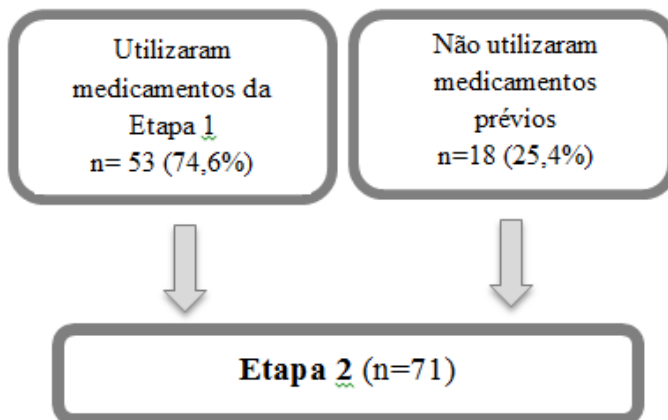 Utilizaram
medicamentos da
Etapa 1
n= 53 (74,6%)
Não utilizaram
medicamentos
prévios
n=18 (25,4%)
Etapa 2 (n=71)